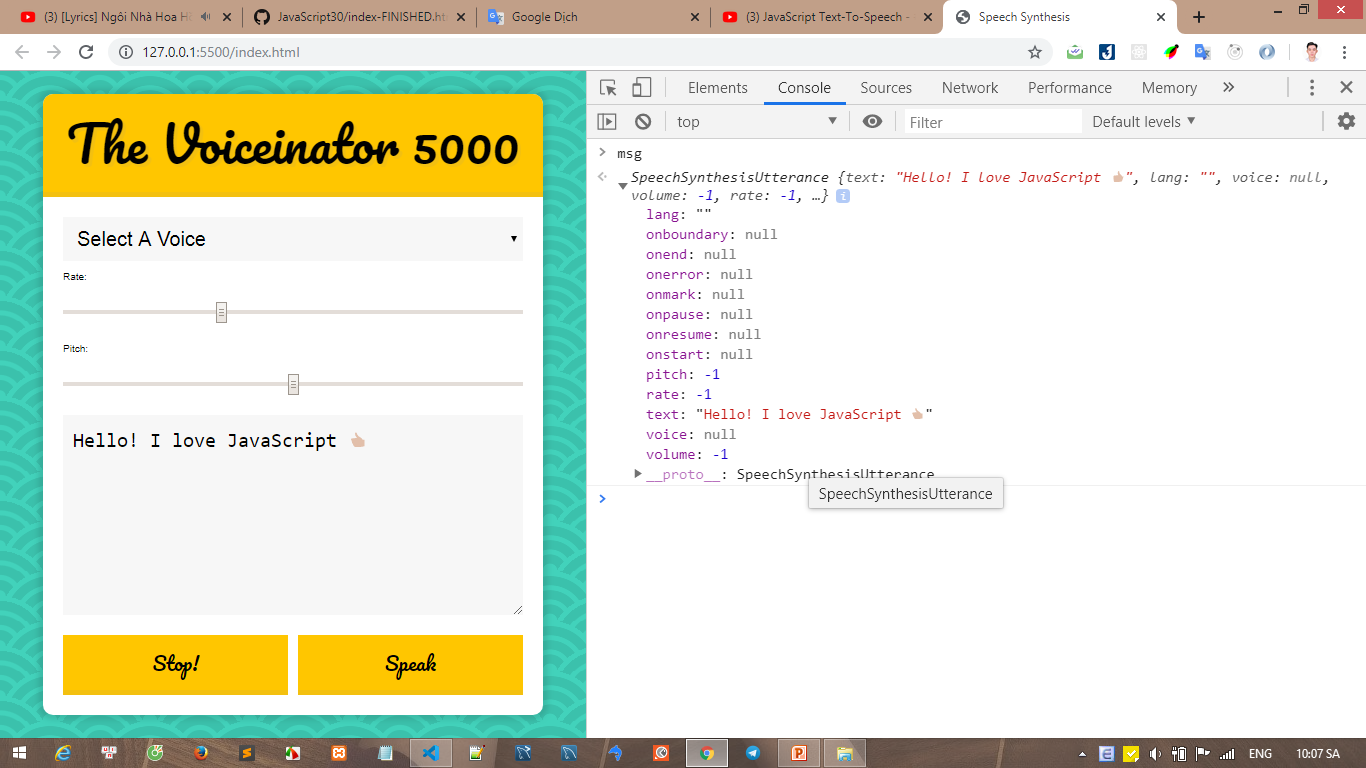 (3) [Lyrics] Ngôi Nhà Hoa H
JavaScript30/index-FINISHED.ht
Google Dịch
(3) JavaScript Text-To-Speech -
Speech Synthesis
127.0.0.1:5500/index.html
The Voiceinator 5000
Select A Voice
Rate:
Pitch:
Hello! I love JavaScript 👍🏼
Stop!
Speak
Elements
Console
Sources
Network
Performance
Memory
top
Filter
Default levels
msg
SpeechSynthesisUtterance {text: "Hello! I love JavaScript 👍🏼", lang: "", voice: null,
volume: -1, rate: -1, …}
lang: ""
onboundary: null
onend: null
onerror: null
onmark: null
onpause: null
onresume: null
onstart: null
pitch: -1
rate: -1
text: "Hello! I love JavaScript 👍🏼"
voice: null
volume: -1
__proto__: SpeechSynthesisUtterance
SpeechSynthesisUtterance
ENG
10:07 SA